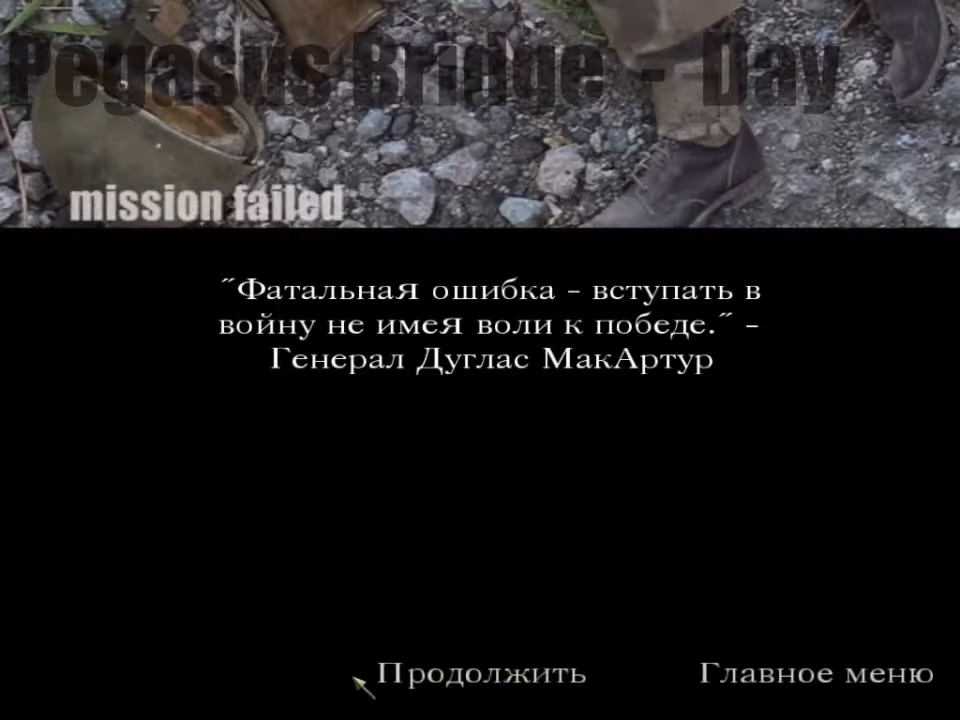 Pegasus Bridge - Day
mission failed
˝Фатальная ошибка - вступать в
войну не имея воли к победе.˝ -
Генерал Дуглас МакАртур
Продолжить
Главное меню